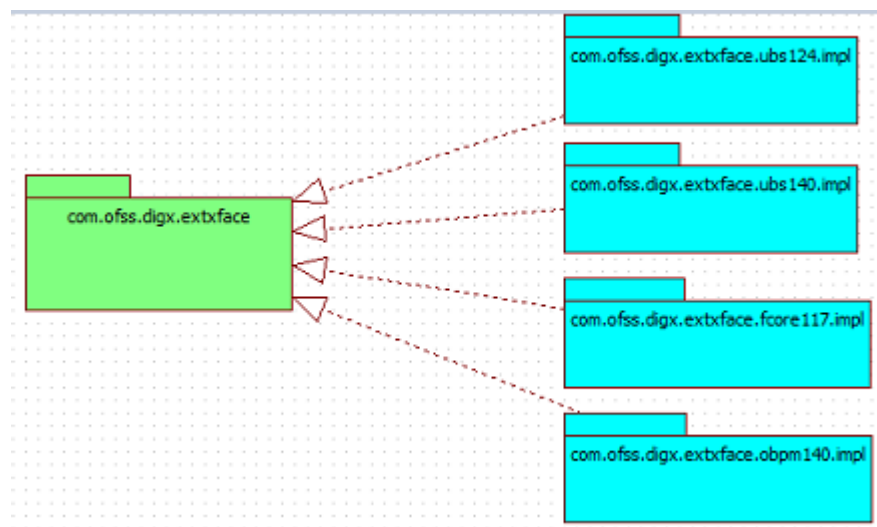 com.ofss.digx.extxface.ubs124.impl
com.ofss.digx.extxface.ubs140.impl
com.ofss.digx.extxface
com.ofss.digx.extxface.fcore117.impl
com.ofss.digx.extxface.obpm140.impl